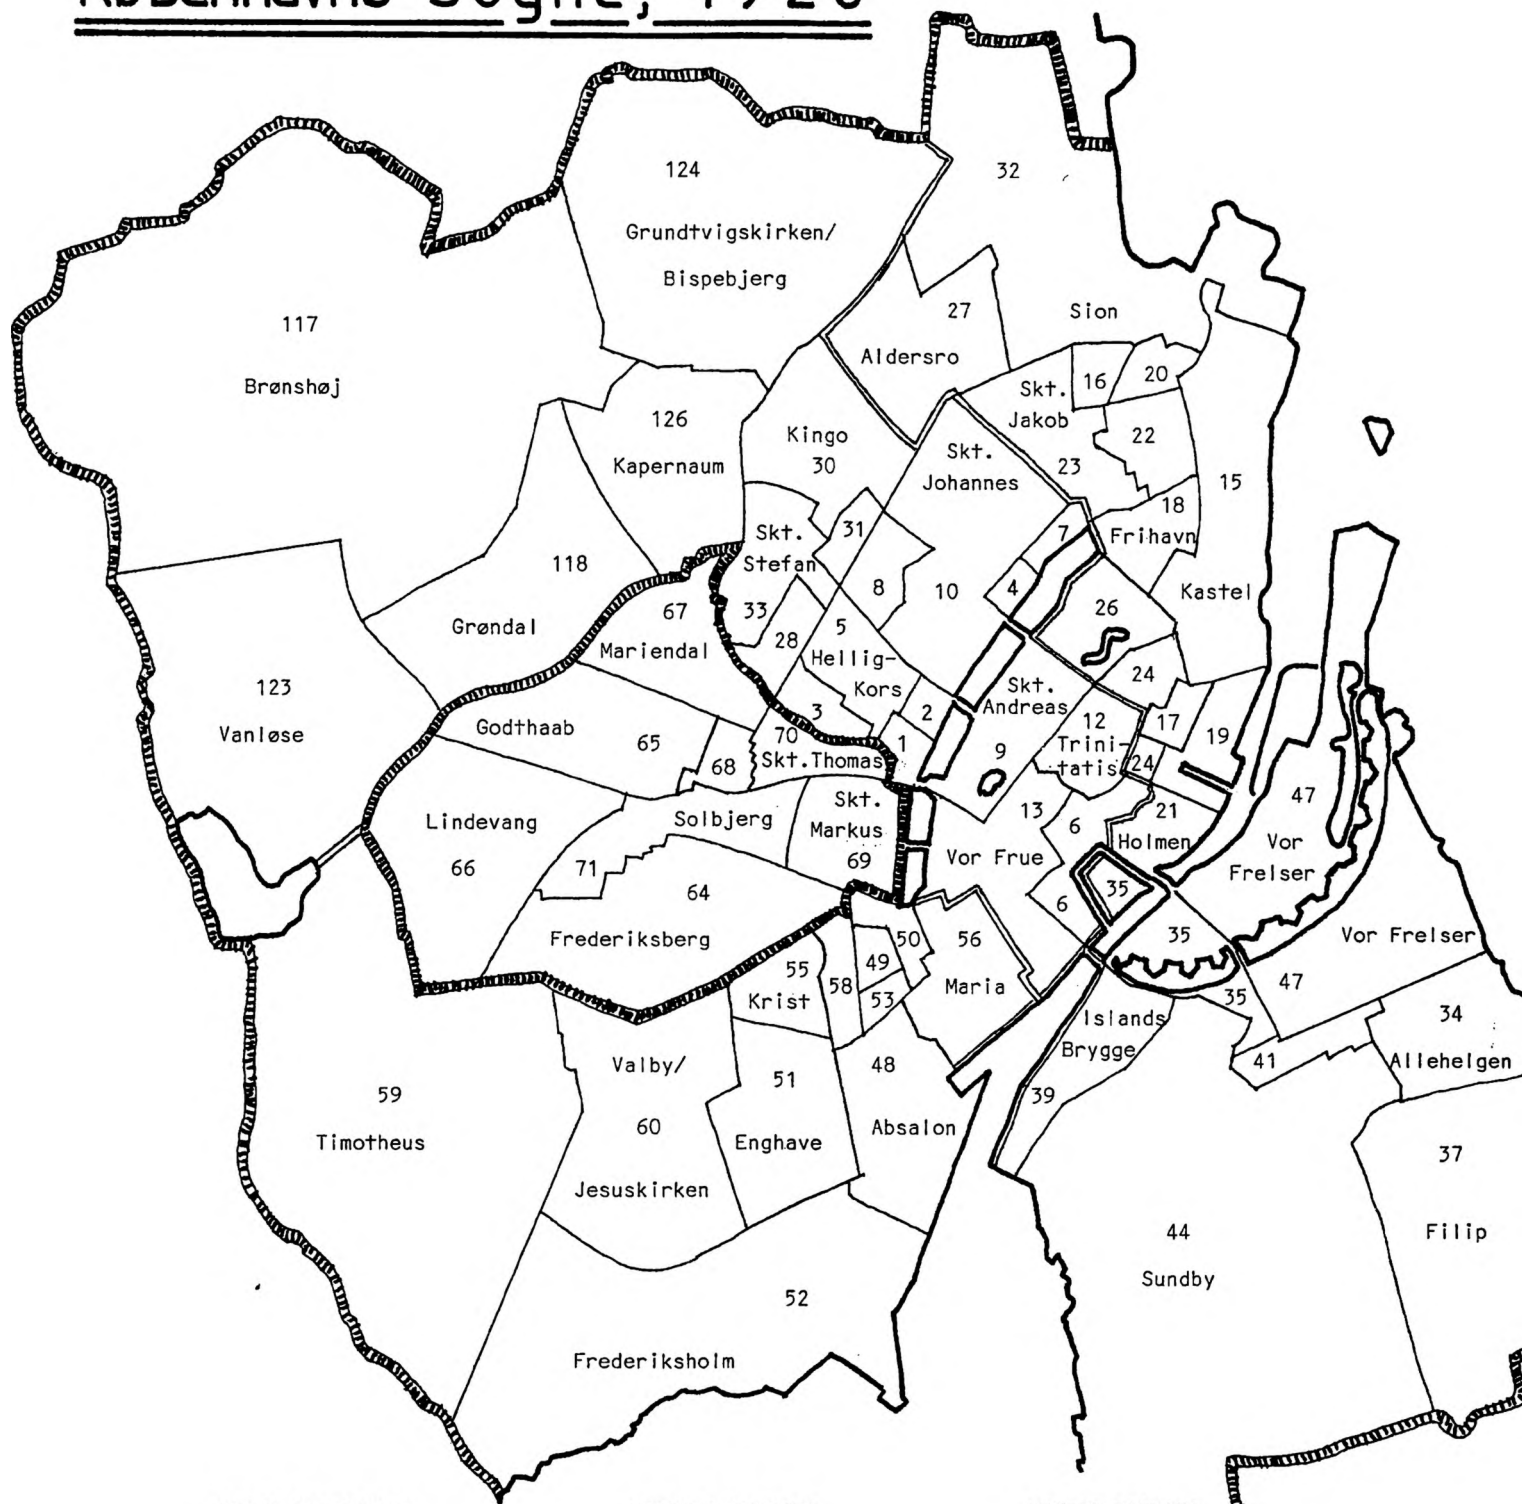 Københavns Sogne, 1920
124
Grundtvigskirken/
Bispebjerg
32
Sion
117
Brønshøj
27
Aldersro
16
20
Skt.
Jakob
23
22
126
Kapernaum
Kingo
30
Skt.
Johannes
10
15
Kastel
18
Frihavn
7
4
31
8
118
Grøndal
Skt.
Stefan
33
28
5
Hellig-
Kors
3
2
1
67
Mariendal
26
24
123
Vanløse
Godthaab
65
68
70
Skt.Thomas
Skt.
Andreas
9
12
Trini-
tatis
24
17
19
Lindevang
66
Solbjerg
71
Skt.
Markus
69
13
Vor Frue
6
6
21
Holmen
47
Vor
Frelser
64
Frederiksberg
35
35
35
Vor Frelser
47
50
49
53
58
56
Maria
55
Krist
Islands
Brygge
39
41
34
Allehelgen
59
Timotheus
Valby/
60
Jesuskirken
51
Enghave
48
Absalon
37
Filip
44
Sundby
52
Frederiksholm